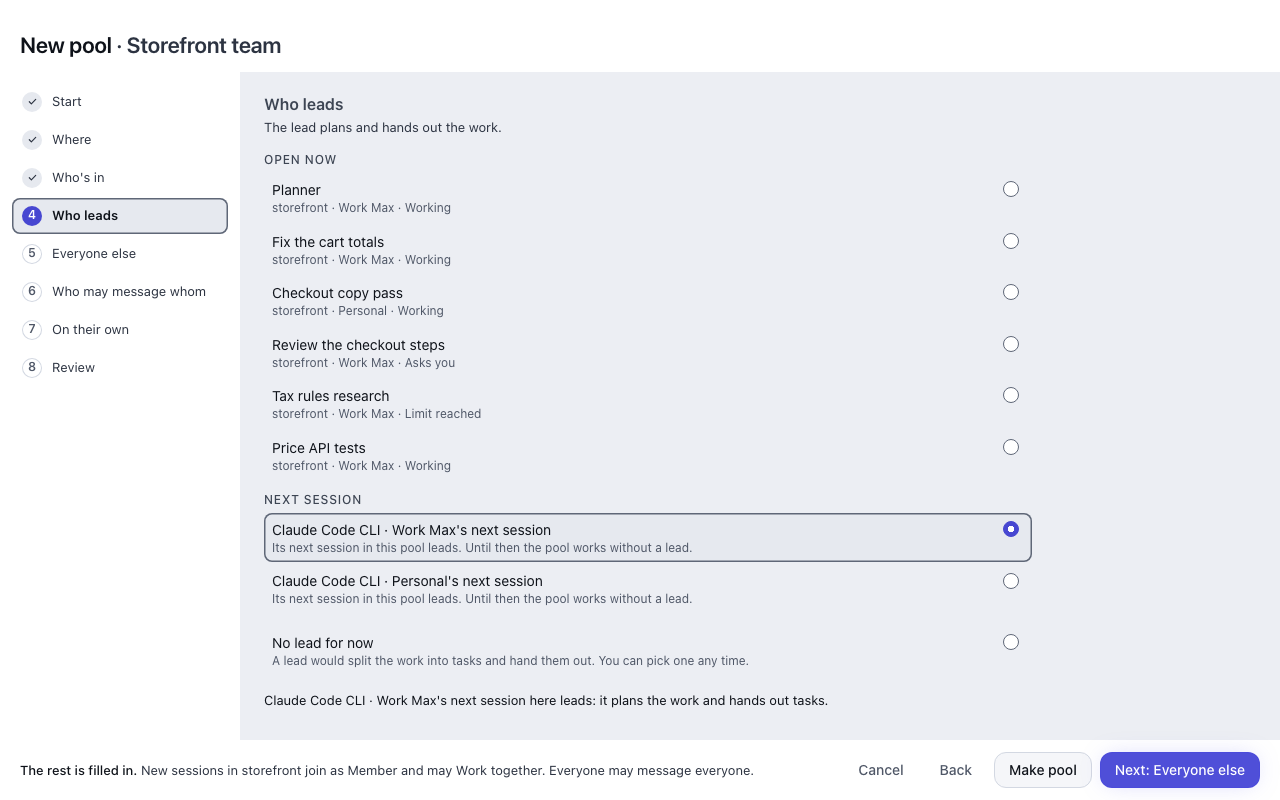 New pool · Storefront team
Start
Where
Who's in
4 Who leads
5 Everyone else
6 Who may message whom
7 On their own
8 Review
Who leads
The lead plans and hands out the work.
OPEN NOW
Planner
storefront · Work Max · Working
Fix the cart totals
storefront · Work Max · Working
Checkout copy pass
storefront · Personal · Working
Review the checkout steps
storefront · Work Max · Asks you
Tax rules research
storefront · Work Max · Limit reached
Price API tests
storefront · Work Max · Working
NEXT SESSION
Claude Code CLI · Work Max's next session
Its next session in this pool leads. Until then the pool works without a lead.
Claude Code CLI · Personal's next session
Its next session in this pool leads. Until then the pool works without a lead.
No lead for now
A lead would split the work into tasks and hand them out. You can pick one any time.
Claude Code CLI · Work Max's next session here leads: it plans the work and hands out tasks.
The rest is filled in. New sessions in storefront join as Member and may Work together. Everyone may message everyone.
Cancel
Back
Make pool
Next: Everyone else